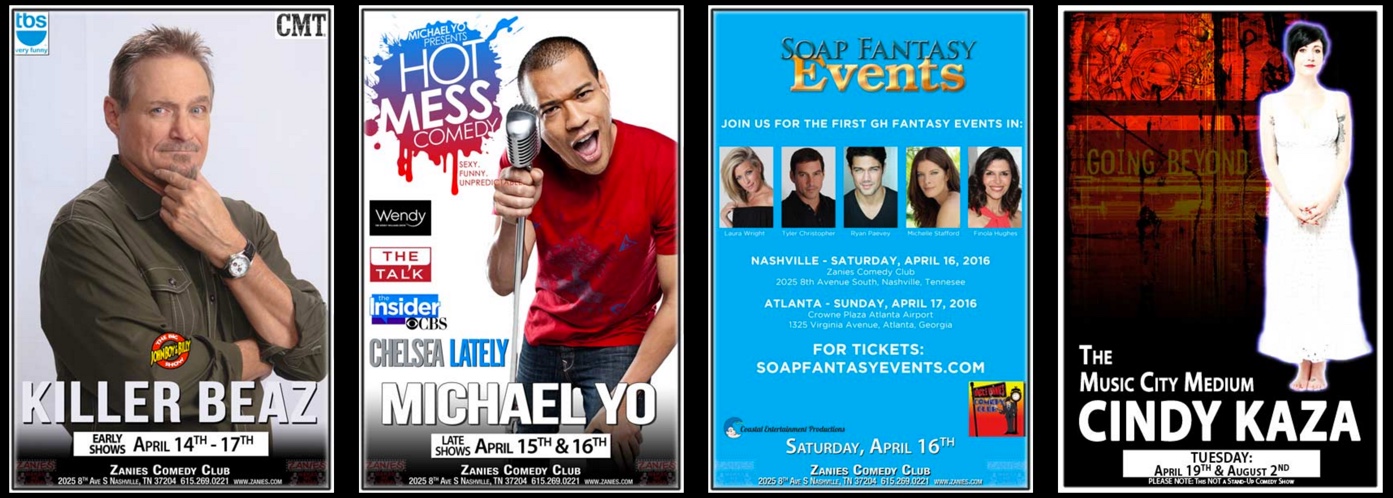 tbs
very funny
CMT
THE BIG
JOHN BOY & BILLY
SHOW
KILLER BEAZ
EARLY SHOWS APRIL 14TH - 17TH
ZANIES
ZANIES
ZANIES COMEDY CLUB
2025 8TH AVE S NASHVILLE, TN 37204 615.269.0221 WWW.ZANIES.COM
MICHAEL YO
PRESENTS
HOT
MESS
COMEDY
SEXY.
FUNNY.
UNPREDICTABLE
Wendy
THE
TALK
the
Insider
CBS
CHELSEA LATELY
MICHAEL YO
LATE SHOWS APRIL 15TH & 16TH
ZANIES
ZANIES
ZANIES COMEDY CLUB
2025 8TH AVE S NASHVILLE, TN 37204 615.269.0221 WWW.ZANIES.COM
SOAP FANTASY
Events
JOIN US FOR THE FIRST GH FANTASY EVENTS IN:
Laura Wright Tyler Christopher Ryan Paevey Michelle Stafford Finola Hughes
NASHVILLE - SATURDAY, APRIL 16, 2016
Zanies Comedy Club
2025 8th Avenue South, Nashville, Tennesee
ATLANTA - SUNDAY, APRIL 17, 2016
Crowne Plaza Atlanta Airport
1325 Virginia Avenue, Atlanta, Georgia
FOR TICKETS:
SOAPFANTASYEVENTS.COM
Coastal Entertainment Productions
SATURDAY, APRIL 16TH
ZANIES COMEDY CLUB
2025 8TH AVE S NASHVILLE, TN 37204 615.269.0221 WWW.ZANIES.COM
GOING BEYOND
THE
MUSIC CITY MEDIUM
CINDY KAZA
TUESDAY:
APRIL 19TH & AUGUST 2ND
PLEASE NOTE: THIS NOT A STAND-UP COMEDY SHOW